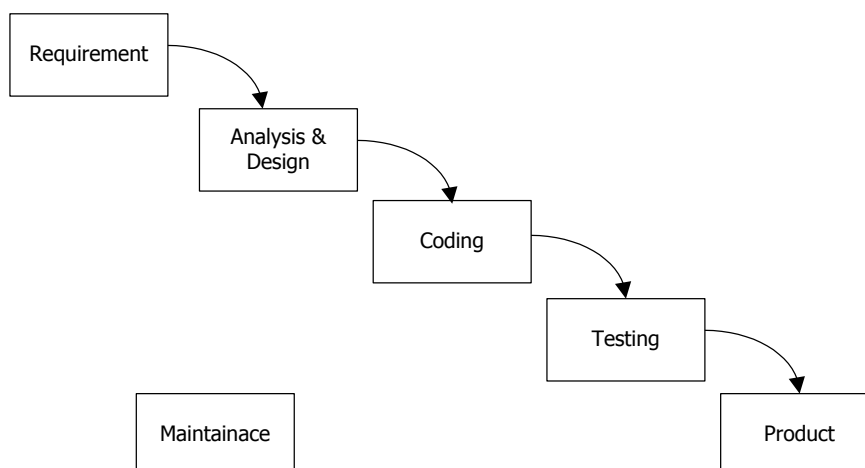 Requirement
Analysis &
Design
Coding
Testing
Maintainace
Product